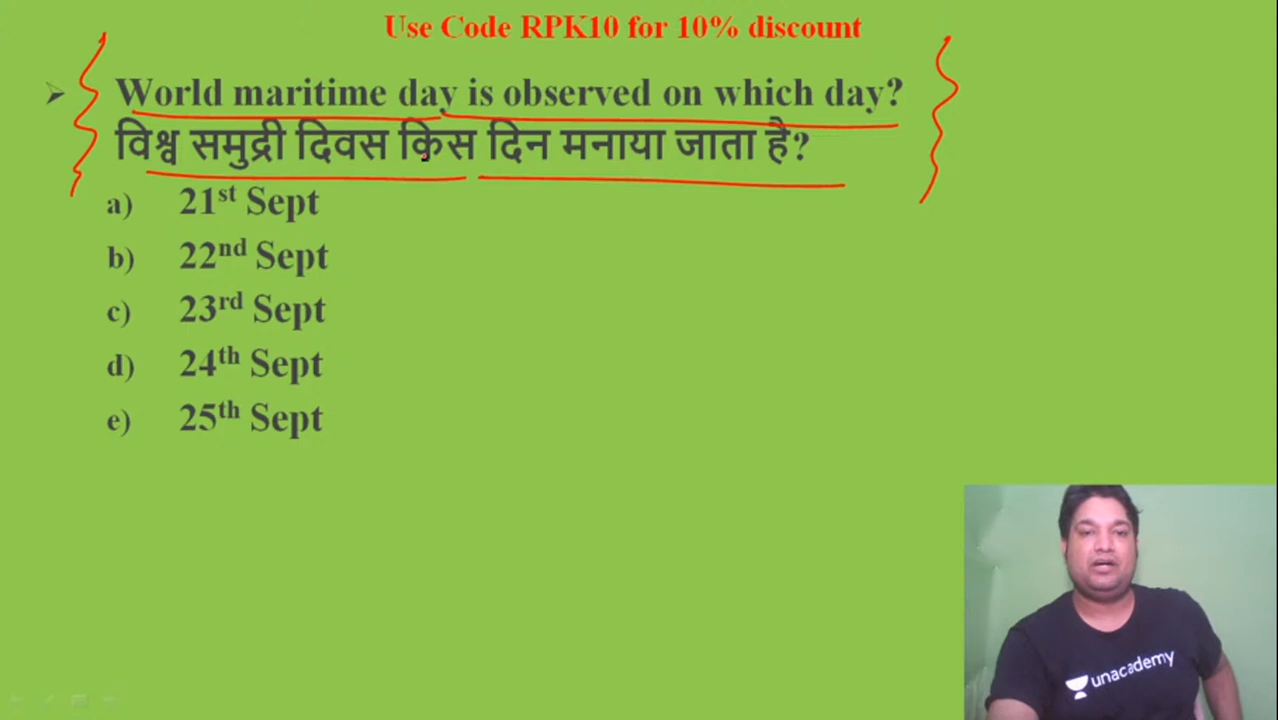 Use Code RPK10 for 10% discount
➢ World maritime day is observed on which day?
विश्व समुद्री दिवस किस दिन मनाया जाता है?
a) 21st Sept
b) 22nd Sept
c) 23rd Sept
d) 24th Sept
e) 25th Sept
unacademy